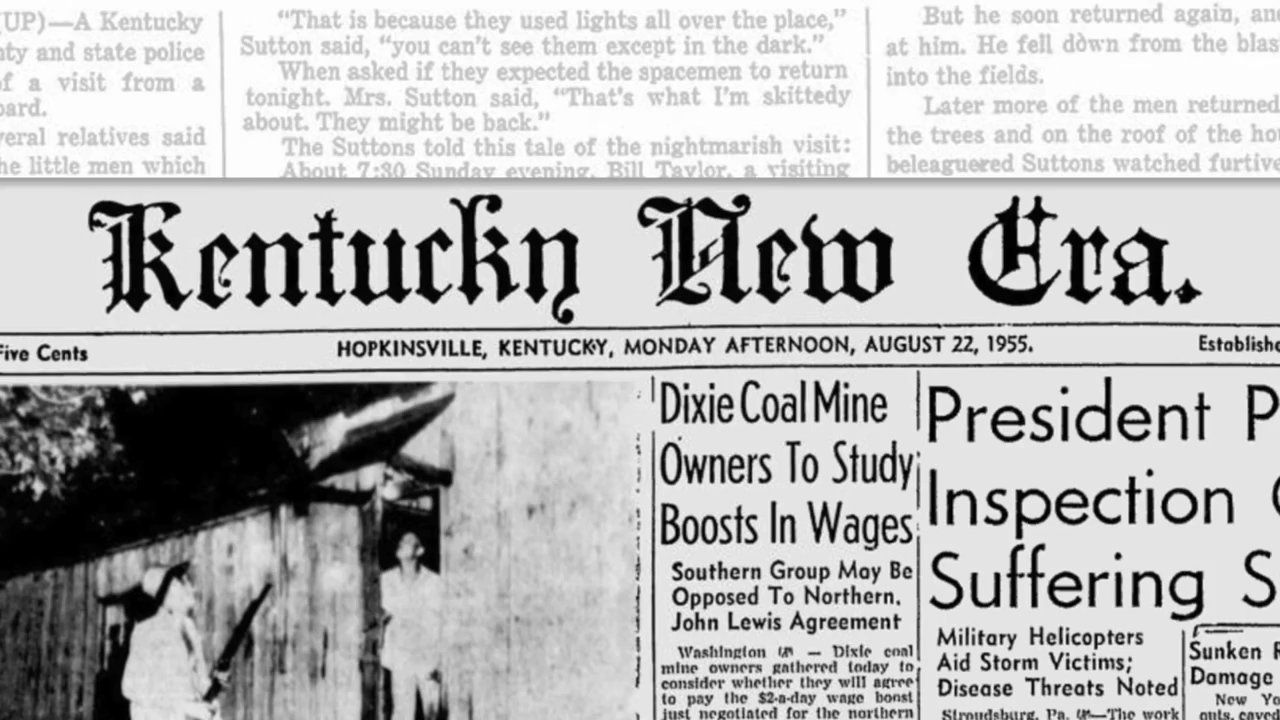 (UP)—A Kentucky
nty and state police
of a visit from a
oard.
veral relatives said
he little men which
"That is because they used lights all over the place,"
Sutton said, "you can't see them except in the dark."
When asked if they expected the spacemen to return
tonight. Mrs. Sutton said, "That's what I'm skittedy
about. They might be back."
The Suttons told this tale of the nightmarish visit:
About 7:30 Sunday evening, Bill Taylor, a visiting
But he soon returned again, and
at him. He fell down from the blas
into the fields.
Later more of the men returned
the trees and on the roof of the ho
beleaguered Suttons watched furtive
Kentucky New Era.
Five Cents
HOPKINSVILLE, KENTUCKY, MONDAY AFTERNOON, AUGUST 22, 1955.
Establishe
Dixie Coal Mine
Owners To Study
Boosts In Wages
Southern Group May Be
Opposed To Northern,
John Lewis Agreement
Washington (AP) — Dixie coal
mine owners gathered today to
consider whether they will agree
to pay the $2-a-day wage boost
just negotiated for the northern
President P
Inspection
Suffering S
Military Helicopters
Aid Storm Victims;
Disease Threats Noted
Stroudsburg, Pa. (AP)—The work
Sunken R
Damage
New Yo
outs, caved